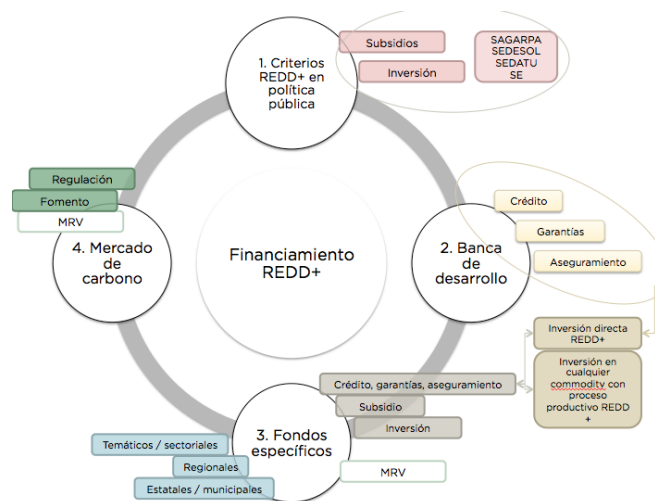 1. Criterios
REDD+ en
política
pública
Subsidios
Inversión
SAGARPA
SEDESOL
SEDATU
SE
Regulación
Fomento
MRV
4. Mercado
de
carbono
Financiamiento
REDD+
2. Banca
de
desarrollo
Crédito
Garantías
Aseguramiento
Inversión directa
REDD+
Inversión en
cualquier
commodity con
proceso
productivo REDD
+
Crédito, garantías, aseguramiento
Subsidio
Inversión
3. Fondos
específicos
MRV
Temáticos / sectoriales
Regionales
Estatales / municipales